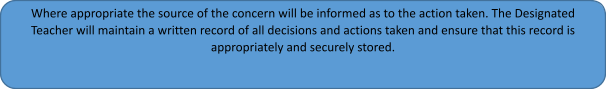 Where appropriate the source of the concern will be informed as to the action taken. The Designated
Teacher will maintain a written record of all decisions and actions taken and ensure that this record is
appropriately and securely stored.